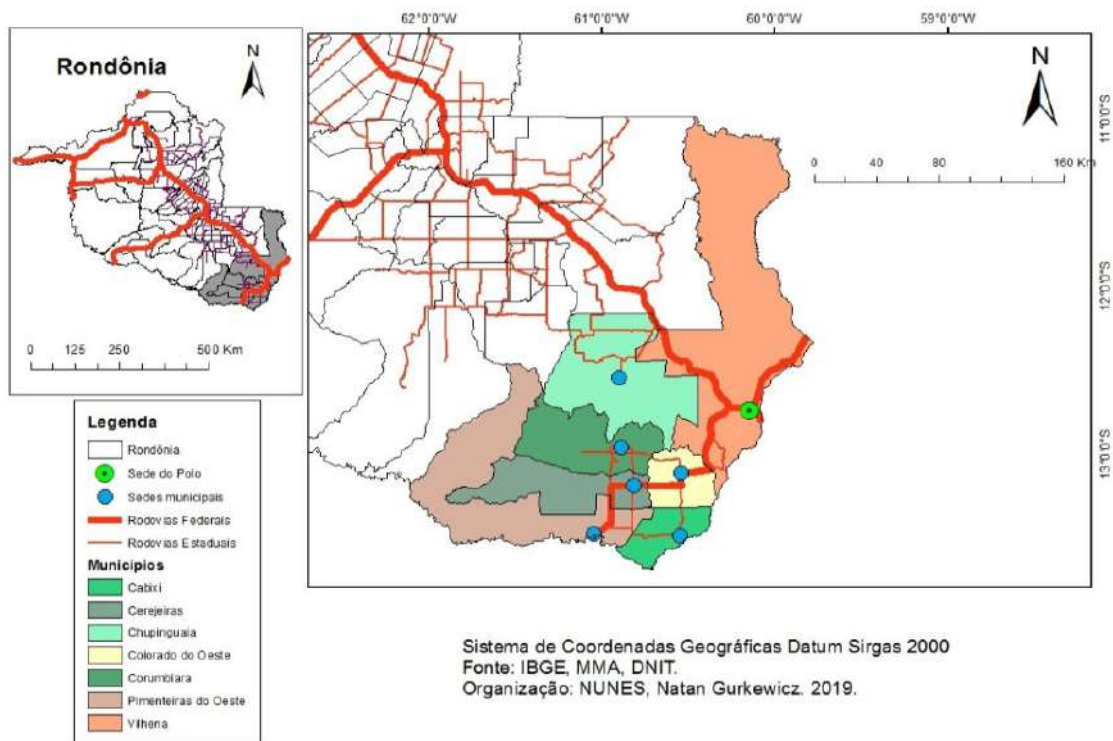 Rondônia
N
0 125 250 500 Km
Legenda
Rondônia
Sede do Polo
Sedes municipais
Rodovias Federais
Rodovias Estaduais
Municípios
Cabixi
Cerejeiras
Chupinguaia
Colorado do Oeste
Corumbiara
Pimenteiras do Oeste
Vilhena
62°0'0"W 61°0'0"W 60°0'0"W 59°0'0"W
N
0 40 80 160 Km
11°0'0"S
12°0'0"S
13°0'0"S
Sistema de Coordenadas Geográficas Datum Sirgas 2000
Fonte: IBGE, MMA, DNIT.
Organização: NUNES, Natan Gurkewicz. 2019.